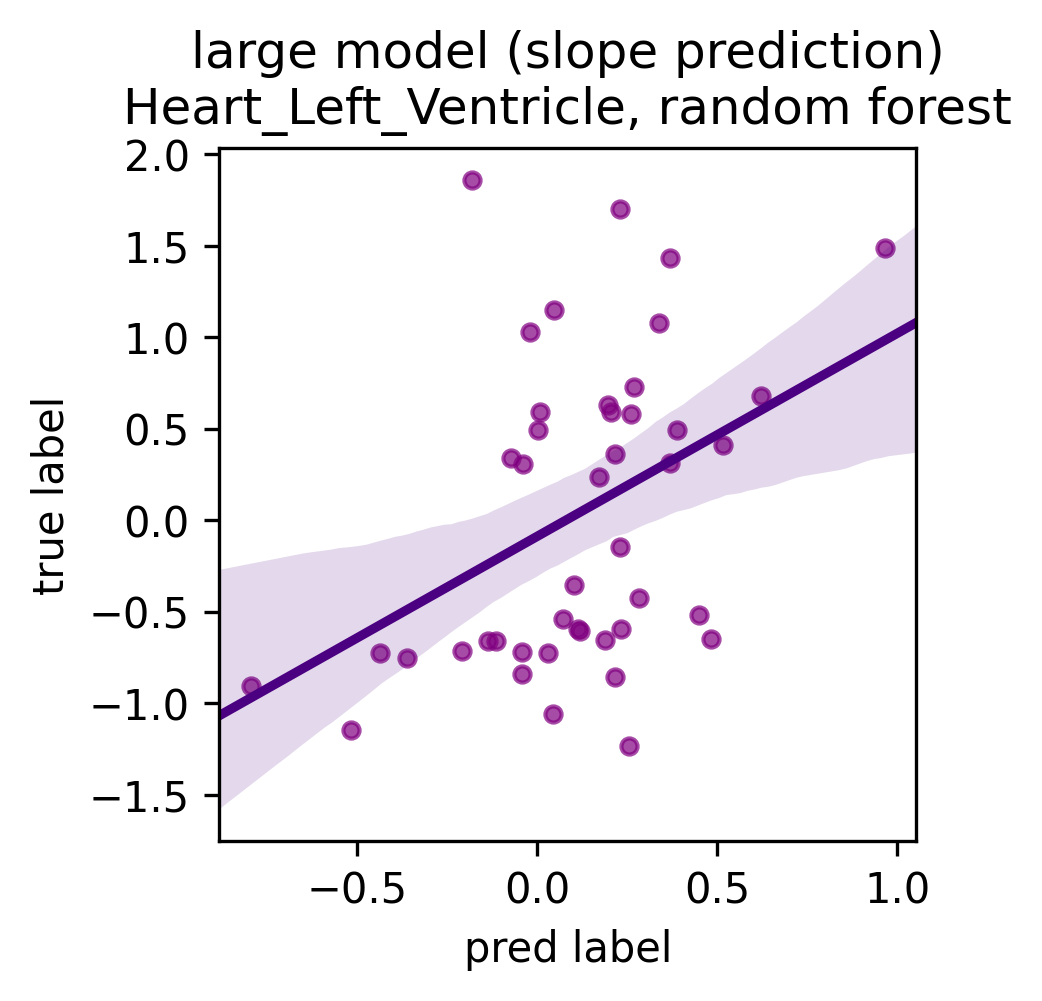 large model (slope prediction)
Heart_Left_Ventricle, random forest
2.0
1.5
1.0
0.5
0.0
−0.5
−1.0
−1.5
true label
−0.5 0.0 0.5 1.0
pred label